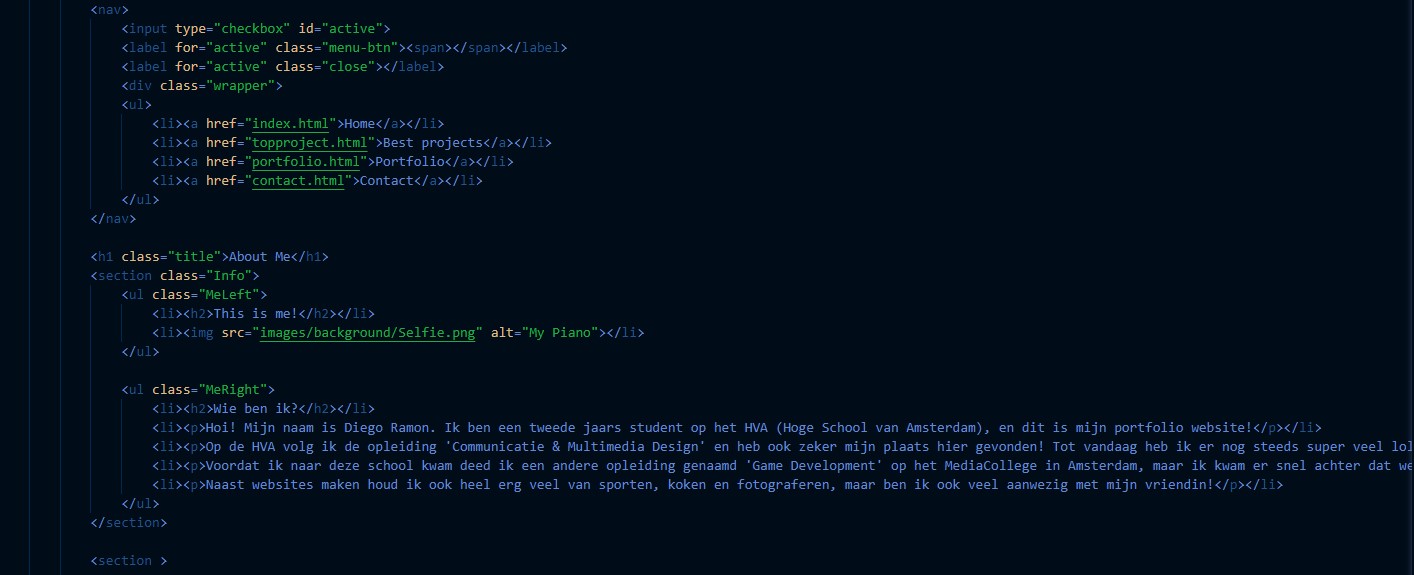 <nav>
<input type="checkbox" id="active">
<label for="active" class="menu-btn"><span></span></label>
<label for="active" class="close"></label>
<div class="wrapper">
<ul>
<li><a href="index.html">Home</a></li>
<li><a href="topproject.html">Best projects</a></li>
<li><a href="portfolio.html">Portfolio</a></li>
<li><a href="contact.html">Contact</a></li>
</ul>
</nav>
<h1 class="title">About Me</h1>
<section class="Info">
<ul class="MeLeft">
<li><h2>This is me!</h2></li>
<li><img src="images/background/Selfie.png" alt="My Piano"></li>
</ul>
<ul class="MeRight">
<li><h2>Wie ben ik?</h2></li>
<li><p>Hoi! Mijn naam is Diego Ramon. Ik ben een tweede jaars student op het HVA (Hoge School van Amsterdam), en dit is mijn portfolio website!</p></li>
<li><p>Op de HVA volg ik de opleiding 'Communicatie & Multimedia Design' en heb ook zeker mijn plaats hier gevonden! Tot vandaag heb ik er nog steeds super veel lol
<li><p>Voordat ik naar deze school kwam deed ik een andere opleiding genaamd 'Game Development' op het MediaCollege in Amsterdam, maar ik kwam er snel achter dat we
<li><p>Naast websites maken houd ik ook heel erg veel van sporten, koken en fotograferen, maar ben ik ook veel aanwezig met mijn vriendin!</p></li>
</ul>
</section>
<section >